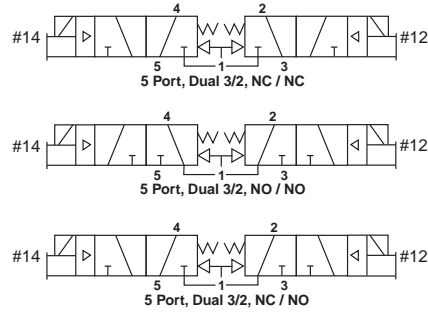 4 2
#14 #12
5 1 3
5 Port, Dual 3/2, NC / NC
4 2
#14 #12
5 1 3
5 Port, Dual 3/2, NO / NO
4 2
#14 #12
5 1 3
5 Port, Dual 3/2, NC / NO